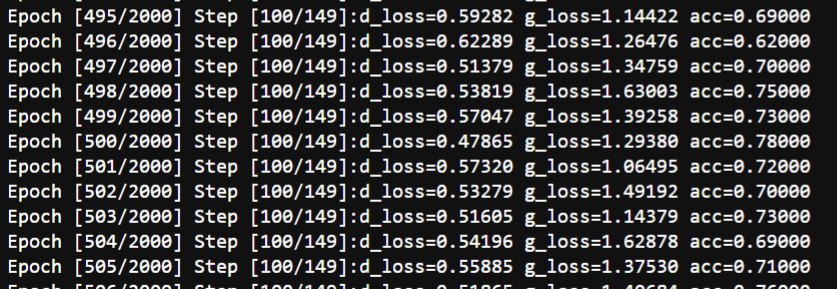 Epoch [495/2000] Step [100/149]:d_loss=0.59282 g_loss=1.14422 acc=0.69000
Epoch [496/2000] Step [100/149]:d_loss=0.62289 g_loss=1.26476 acc=0.62000
Epoch [497/2000] Step [100/149]:d_loss=0.51379 g_loss=1.34759 acc=0.70000
Epoch [498/2000] Step [100/149]:d_loss=0.53819 g_loss=1.63003 acc=0.75000
Epoch [499/2000] Step [100/149]:d_loss=0.57047 g_loss=1.39258 acc=0.73000
Epoch [500/2000] Step [100/149]:d_loss=0.47865 g_loss=1.29380 acc=0.78000
Epoch [501/2000] Step [100/149]:d_loss=0.57320 g_loss=1.06495 acc=0.72000
Epoch [502/2000] Step [100/149]:d_loss=0.53279 g_loss=1.49192 acc=0.70000
Epoch [503/2000] Step [100/149]:d_loss=0.51605 g_loss=1.14379 acc=0.73000
Epoch [504/2000] Step [100/149]:d_loss=0.54196 g_loss=1.62878 acc=0.69000
Epoch [505/2000] Step [100/149]:d_loss=0.55885 g_loss=1.37530 acc=0.71000